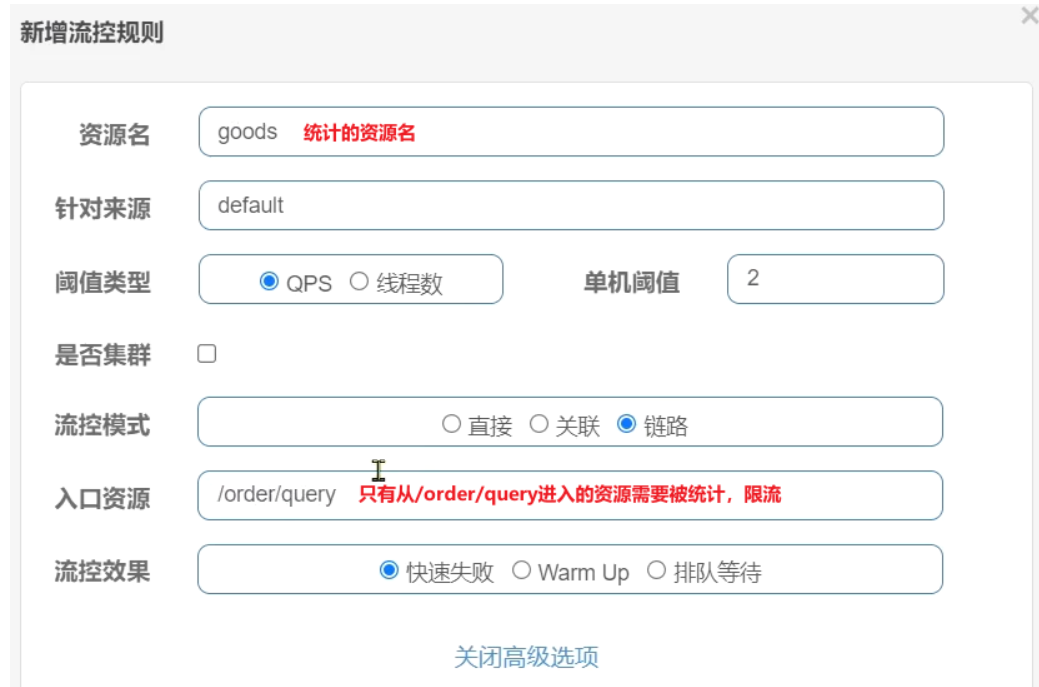 新增流控规则
×
资源名 goods 统计的资源名
针对来源 default
阈值类型 QPS 线程数 单机阈值 2
是否集群
流控模式 直接 关联 链路
入口资源 /order/query 只有从/order/query进入的资源需要被统计，限流
流控效果 快速失败 Warm Up 排队等待
关闭高级选项